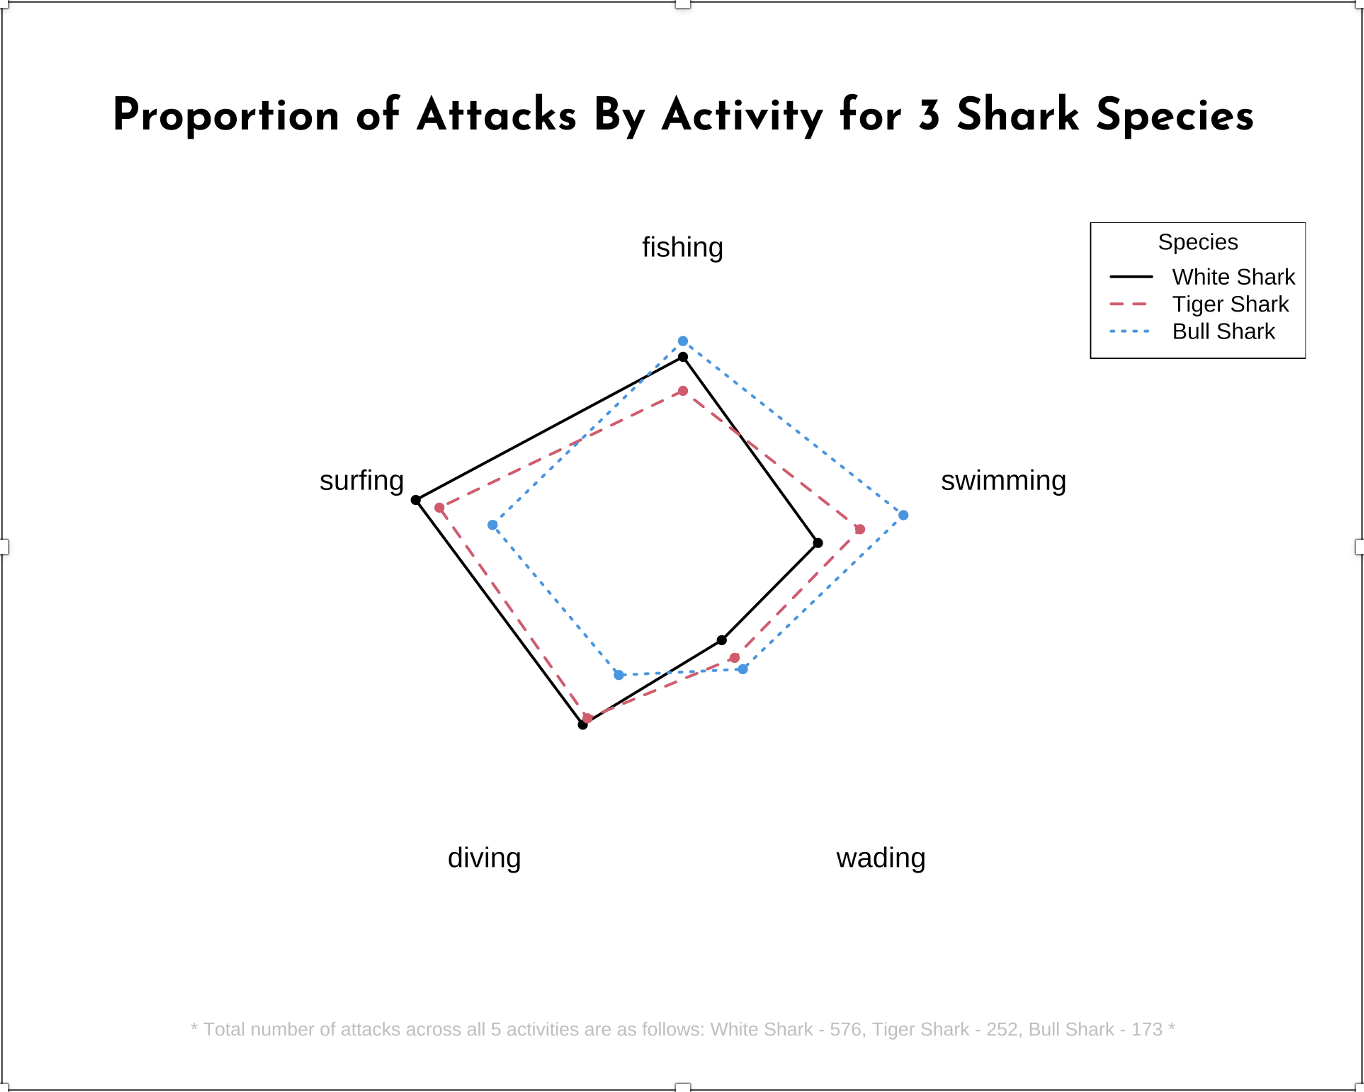 Proportion of Attacks By Activity for 3 Shark Species
fishing
Species
White Shark
Tiger Shark
Bull Shark
surfing
swimming
diving
wading
* Total number of attacks across all 5 activities are as follows: White Shark - 576, Tiger Shark - 252, Bull Shark - 173 *